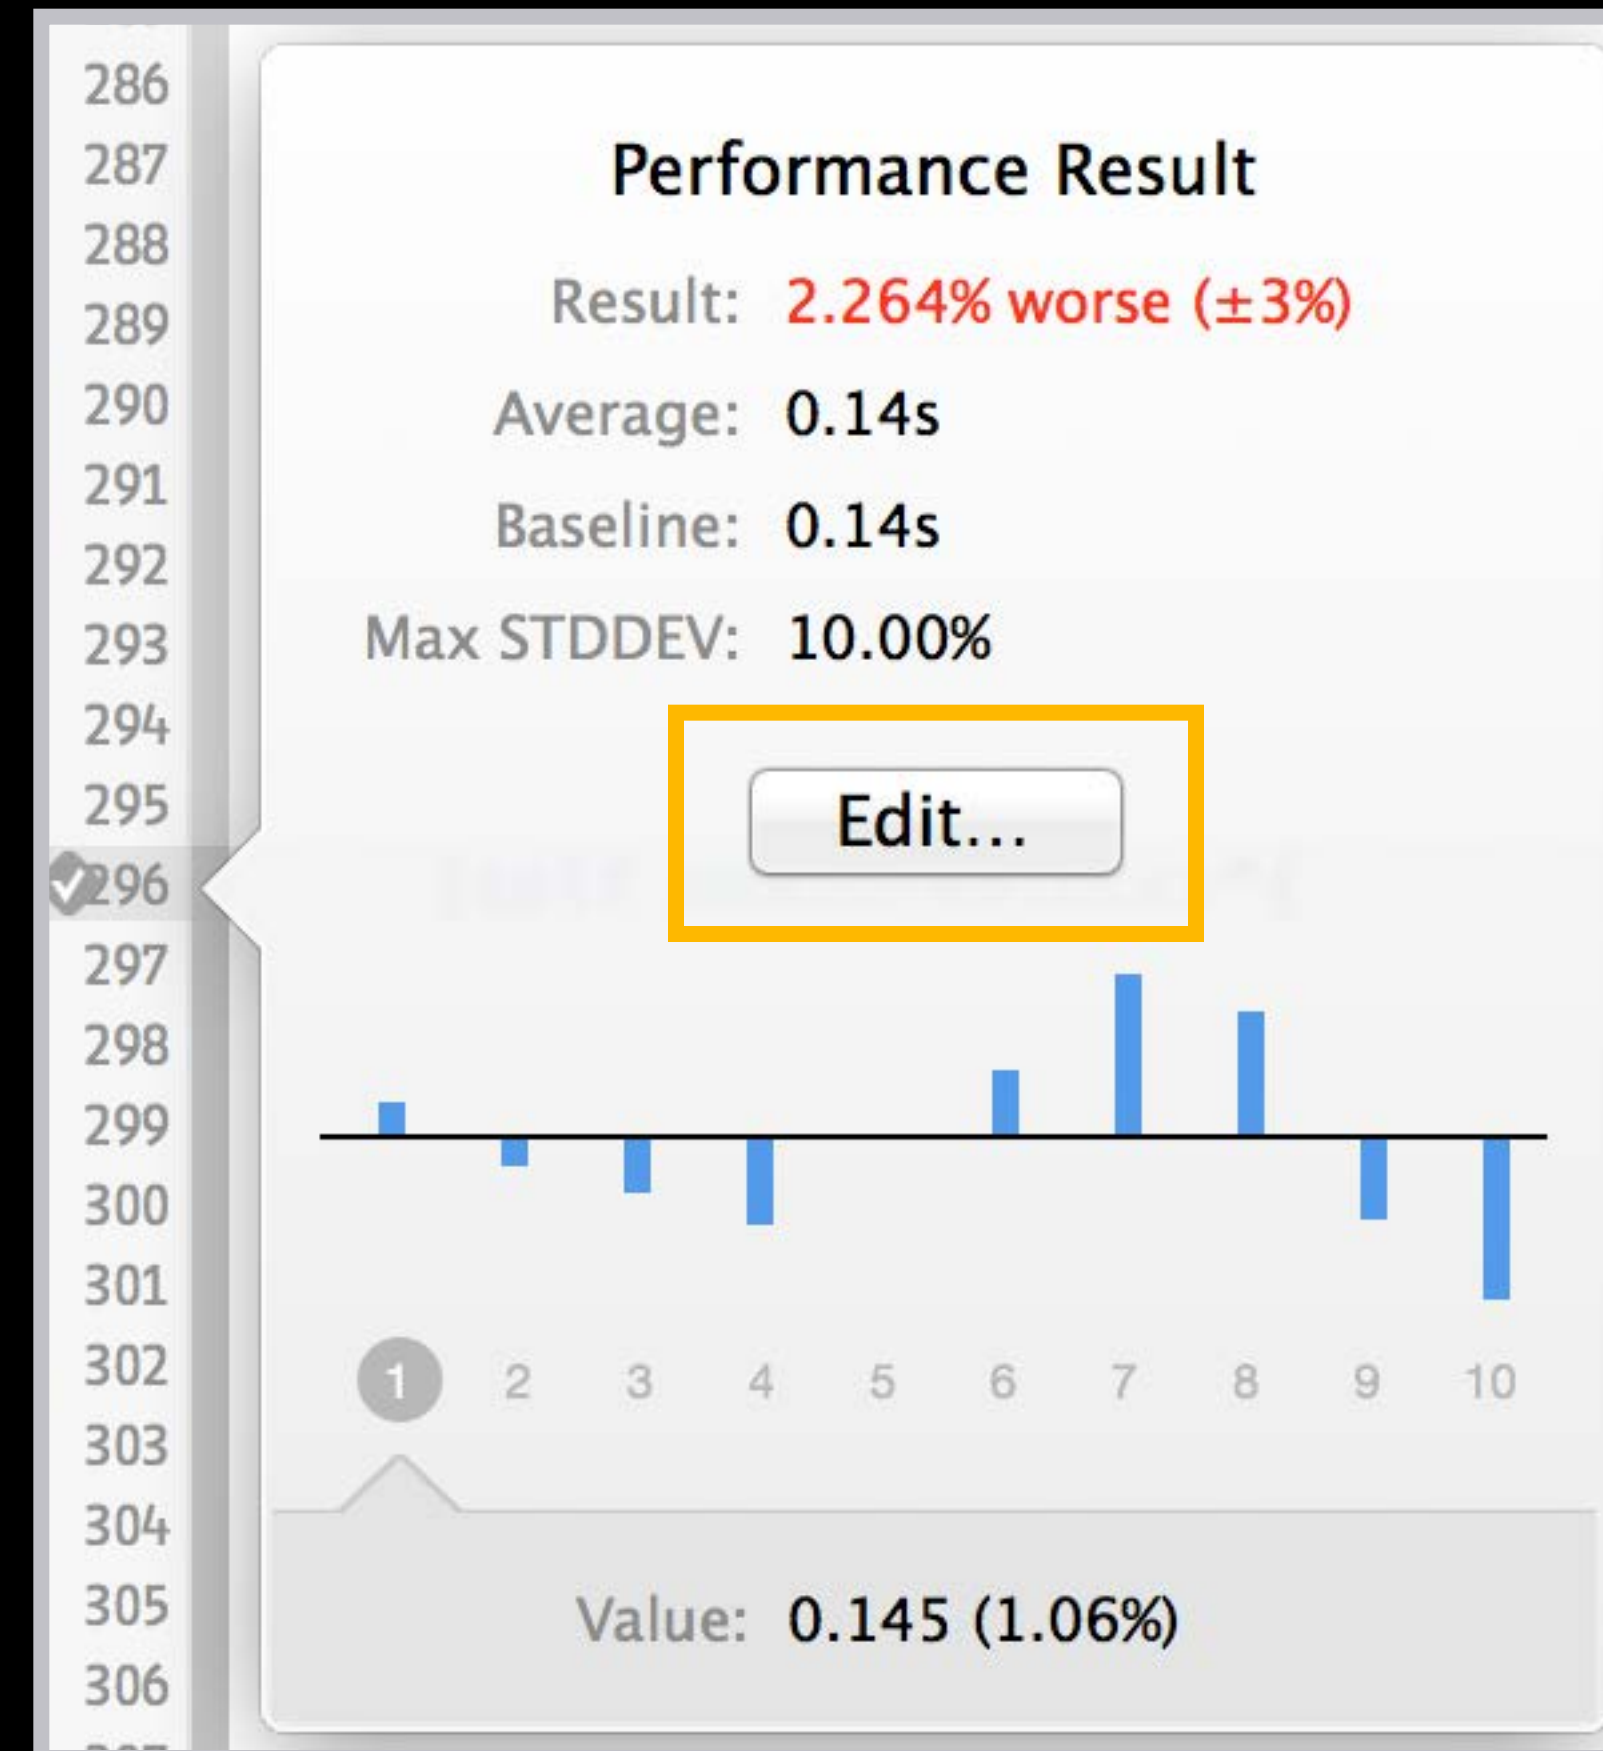 286
287
288
289
290
291
292
293
294
295
296
297
298
299
300
301
302
303
304
305
306
Performance Result
Result: 2.264% worse (±3%)
Average: 0.14s
Baseline: 0.14s
Max STDDEV: 10.00%
Edit...
1 2 3 4 5 6 7 8 9 10
Value: 0.145 (1.06%)